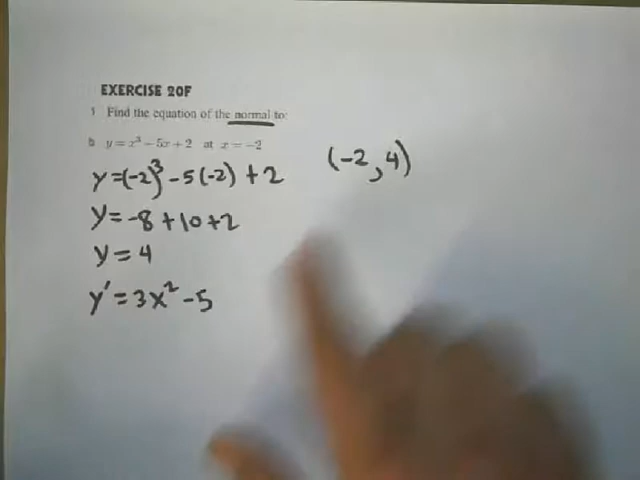 EXERCISE 20F
1 Find the equation of the normal to:
b y = x³ − 5x + 2 at x = −2
y=(-2)³ - 5(-2) + 2 (-2, 4)
y = -8 + 10 + 2
y = 4
y' = 3x² - 5